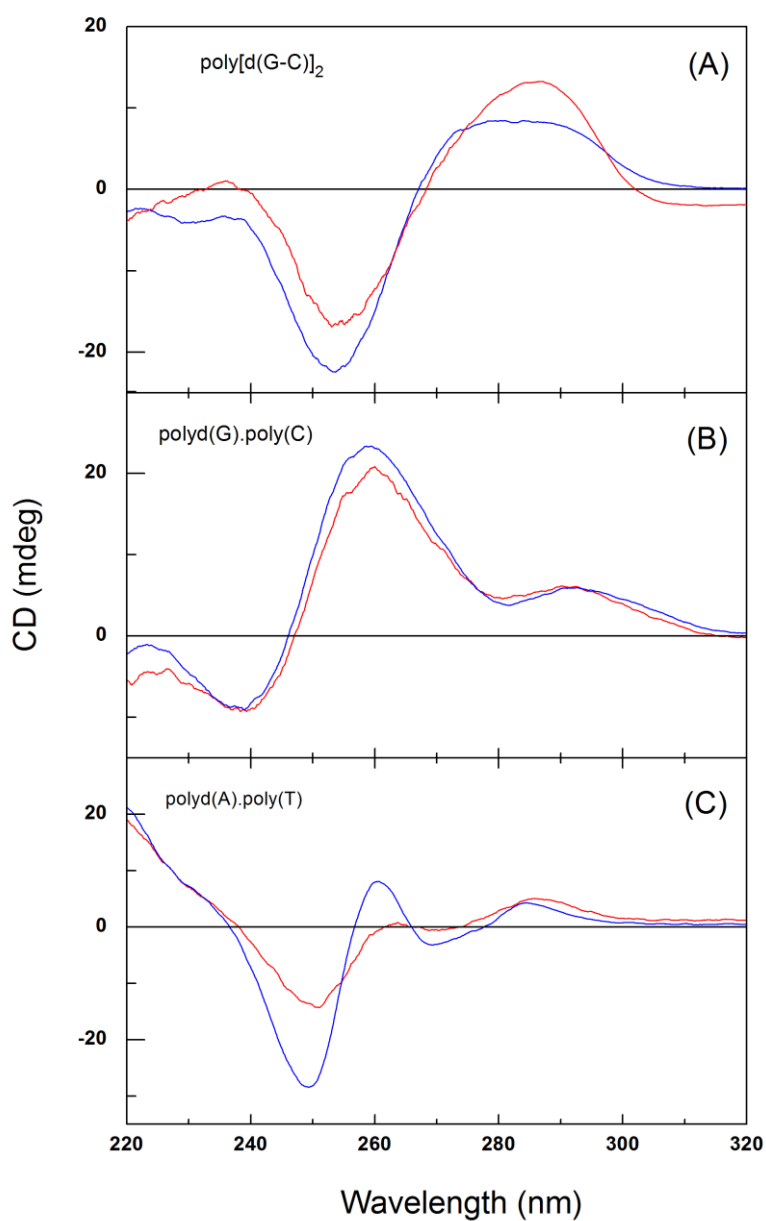 20
poly[d(G-C)]2
(A)
0
-20
polyd(G).poly(C)
(B)
20
CD (mdeg)
0
polyd(A).poly(T)
(C)
20
0
-20
220 240 260 280 300 320
Wavelength (nm)